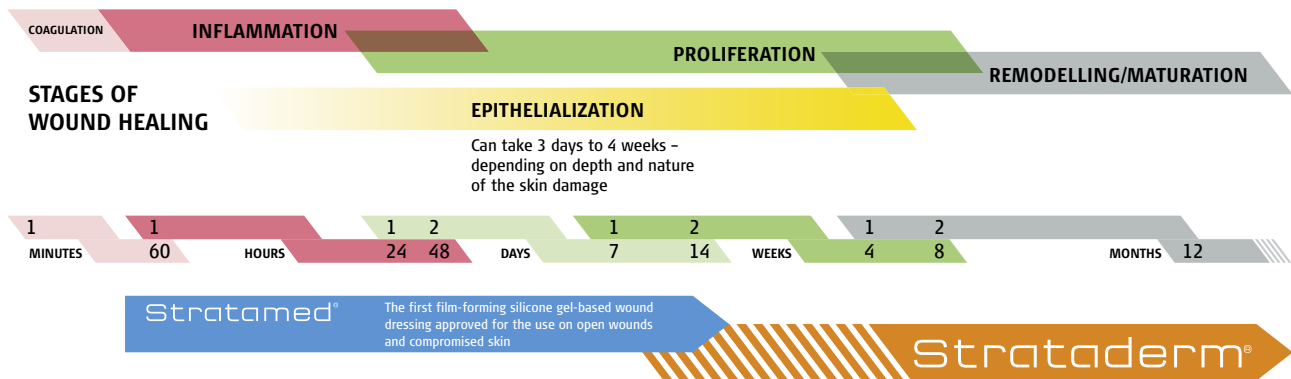 COAGULATION
INFLAMMATION
PROLIFERATION
REMODELLING/MATURATION
STAGES OF
WOUND HEALING
EPITHELIALIZATION
Can take 3 days to 4 weeks –
depending on depth and nature
of the skin damage
1 1 1 2 1 2 1 2
MINUTES 60 HOURS 24 48 DAYS 7 14 WEEKS 4 8 MONTHS 12
Stratamed®
The first film-forming silicone gel-based wound
dressing approved for the use on open wounds
and compromised skin
Strataderm®